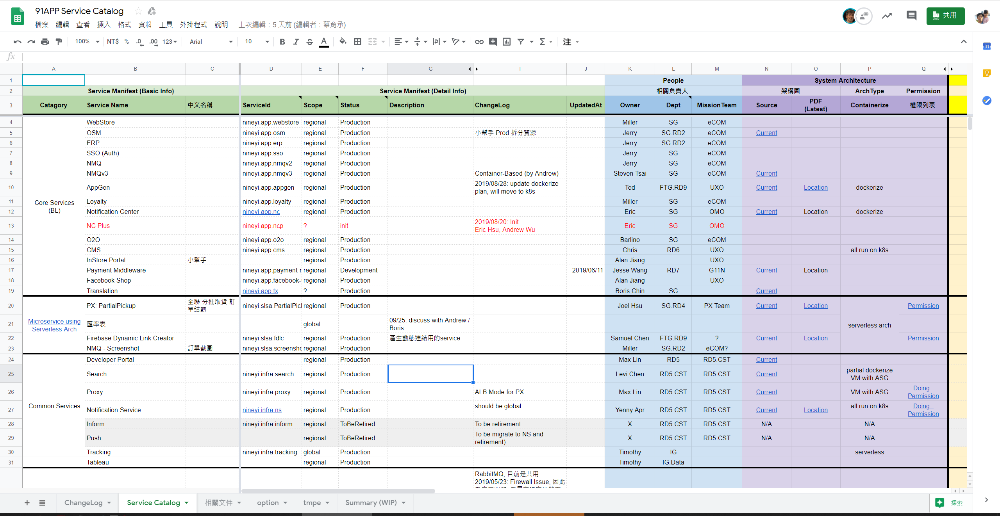 91APP Service Catalog
檔案 編輯 查看 插入 格式 資料 工具 外掛程式 說明 上次編輯：5 天前 (編輯者：蔡育承)
共用
100% NT$ % .0 .00 123 Arial 10 B I S A Σ 注
31
fx
A B C D E F G I J K L M N O P Q
1 People System Architecture
2 Service Manifest (Basic Info) Service Manifest (Detail Info) 相關負責人 架構圖 ArchType Permission
3 Catagory Service Name 中文名稱 ServiceId Scope Status Description ChangeLog UpdatedAt Owner Dept MissionTeam Source PDF (Latest) Containerize 權限列表
4 WebStore nineyi.app.webstore regional Production Miller SG eCOM
5 OSM nineyi.app.osm regional Production 小幫手 Prod 拆分資源 Jerry SG.RD2 eCOM Current
6 ERP nineyi.app.erp regional Production Jerry SG.RD2 eCOM
7 SSO (Auth) nineyi.app.sso regional Production Jerry SG eCOM
8 NMQ nineyi.app.nmqv2 regional Production Jerry SG eCOM
9 NMQv3 nineyi.app.nmqv3 regional Production Container-Based (by Andrew) Steven Tsai SG eCOM Current
10 AppGen nineyi.app.appgen regional Production 2019/08/28: update dockerize plan, will move to k8s Ted FTG.RD9 UXO Current Location dockerize
Core Services (BL)
11 Loyalty nineyi.app.loyalty regional Production Miller SG eCOM
12 Notification Center nineyi.app.nc regional Production Eric SG OMO Current Location dockerize
13 NC Plus nineyi.app.ncp ? init 2019/08/20: Init Eric Hsu, Andrew Wu Eric SG OMO
14 O2O nineyi.app.o2o regional Production Barlino SG eCOM
15 CMS nineyi.app.cms regional Production Chris RD6 UXO all run on k8s
16 InStore Portal 小幫手 regional Production Alan Jiang UXO
17 Payment Middleware nineyi.app.payment-r regional Development 2019/06/11 Jesse Wang RD7 G11N Current Location
18 Facebook Shop nineyi.app.facebook- regional Production Alan Jiang UXO
19 Translation nineyi.app.tx ? Production Boris Chin SG Current
20 PX: PartialPickup 全聯 分批取貨 訂單結轉 nineyi.slsa.PartialPicl regional Production Joel Hsu SG.RD4 PX Team Current Location Permission
Microservice using Serverless Arch
21 匯率表 global 09/25: discuss with Andrew / Boris serverless arch
22 Firebase Dynamic Link Creator nineyi.slsa.fdlc regional Production 產生動態連結用的service Samuel Chen FTG.RD9 ? Current Location Permission
23 NMQ - Screenshot 訂單截圖 nineyi.slsa.screensho regional Production Miller SG.RD2 eCOM?
24 Developer Portal regional Production Max Lin RD5 RD5.CST Current
25 Search nineyi.infra.search regional Production Levi Chen RD5.CST RD5.CST Current partial dockerize VM with ASG
26 Proxy nineyi.infra.proxy regional Production ALB Mode for PX Max Lin RD5.CST RD5.CST Current VM with ASG Doing - Permission
Common Services
27 Notification Service nineyi.infra.ns regional Production should be global ... Yenny Apr RD5.CST RD5.CST Current Location all run on k8s Doing - Permission
28 Inform nineyi.infra.inform regional ToBeRetired To be retirement X RD5.CST RD5.CST N/A N/A
29 Push regional ToBeRetired To be migrate to NS and retirement) X RD5.CST RD5.CST N/A N/A
30 Tracking nineyi.infra.tracking global Production Timothy IG serverless
31 Tableau regional Production Timothy IG.Data
RabbitMQ, 目前是共用
2019/05/23: Firewall Issue, 因此
ChangeLog Service Catalog 相關文件 option tmpe Summary (WIP) 探索